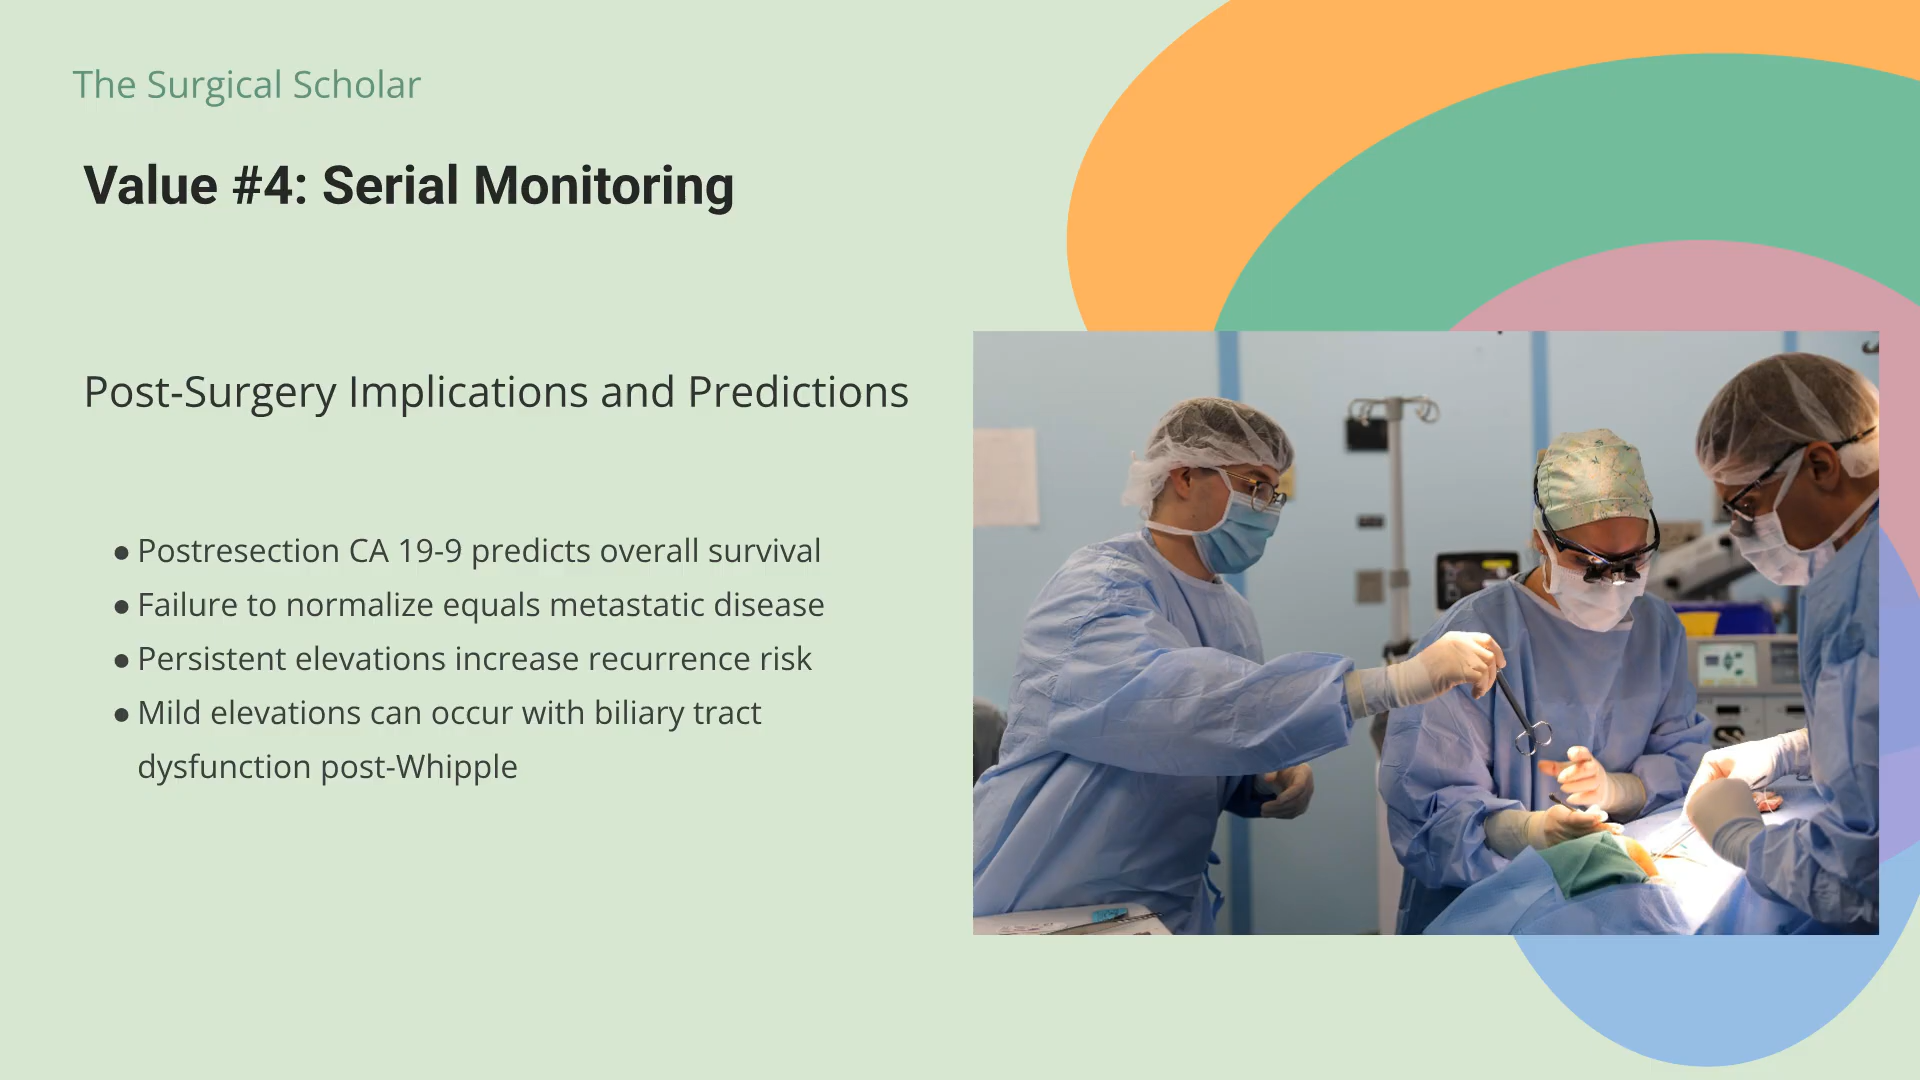 The Surgical Scholar
Value #4: Serial Monitoring
Post-Surgery Implications and Predictions
● Postresection CA 19-9 predicts overall survival
● Failure to normalize equals metastatic disease
● Persistent elevations increase recurrence risk
● Mild elevations can occur with biliary tract
dysfunction post-Whipple